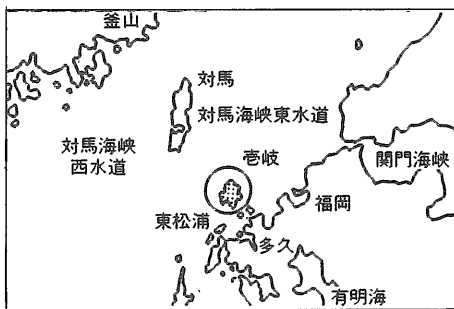 釜山
対馬
対馬海峡東水道
対馬海峡
西水道
壱岐
関門海峡
福岡
東松浦
多久
有明海